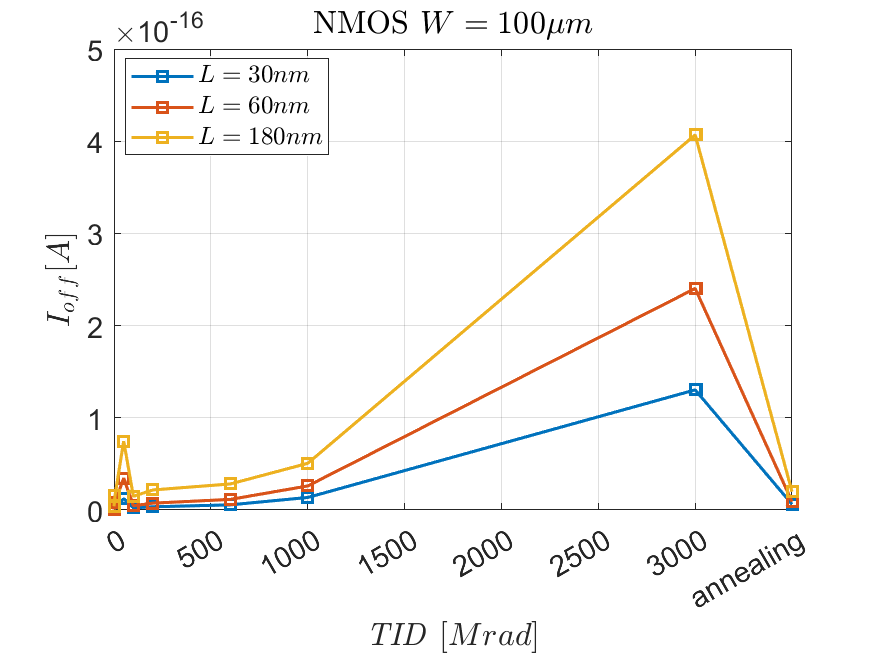 NMOS W = 100μm
×10-16
5
4
3
2
1
0
L = 30nm
L = 60nm
L = 180nm
Ioff[A]
0
500
1000
1500
2000
2500
3000
annealing
TID [Mrad]